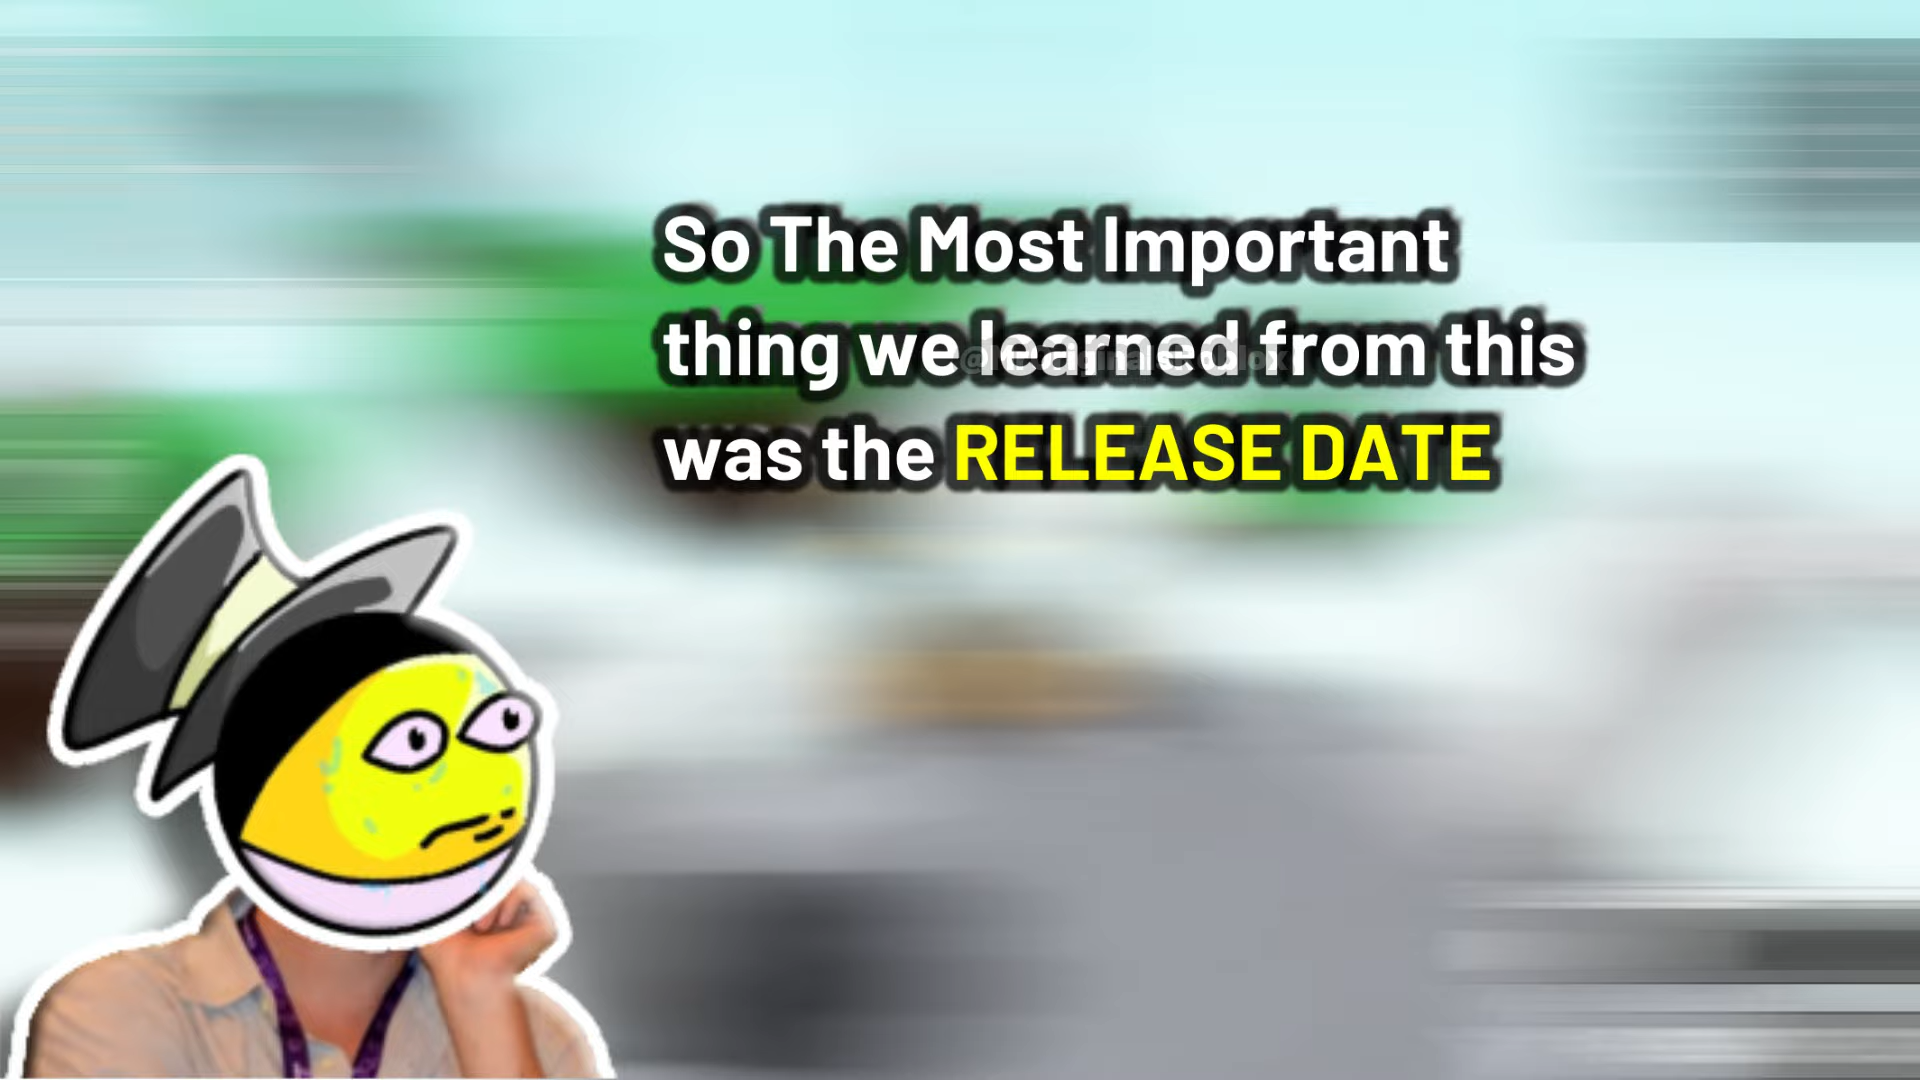 So The Most Important
thing we learned from this
was the RELEASE DATE